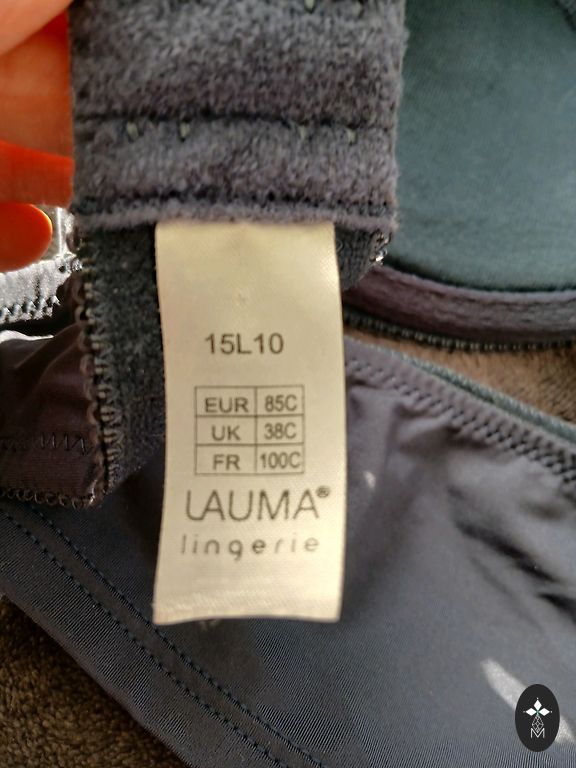 15L10
EUR 85C
UK 38C
FR 100C
LAUMA®
lingerie
M